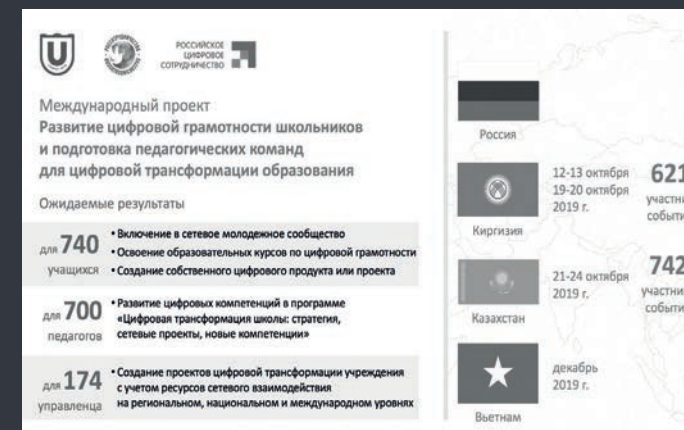 U
РОССИЙСКОЕ
ЦИФРОВОЕ
СОТРУДНИЧЕСТВО
Международный проект
Развитие цифровой грамотности школьников
и подготовка педагогических команд
для цифровой трансформации образования
Ожидаемые результаты
для 740
учащихся
• Включение в сетевое молодежное сообщество
• Освоение образовательных курсов по цифровой грамотности
• Создание собственного цифрового продукта или проекта
для 700
педагогов
• Развитие цифровых компетенций в программе
«Цифровая трансформация школы: стратегия,
сетевые проекты, новые компетенции»
для 174
управленца
• Создание проектов цифровой трансформации учреждения
с учетом ресурсов сетевого взаимодействия
на региональном, национальном и международном уровнях
Россия
Киргизия
12-13 октября
19-20 октября
2019 г.
621
участни
событи
Казахстан
21-24 октября
2019 г.
742
участни
событи
Вьетнам
декабрь
2019 г.